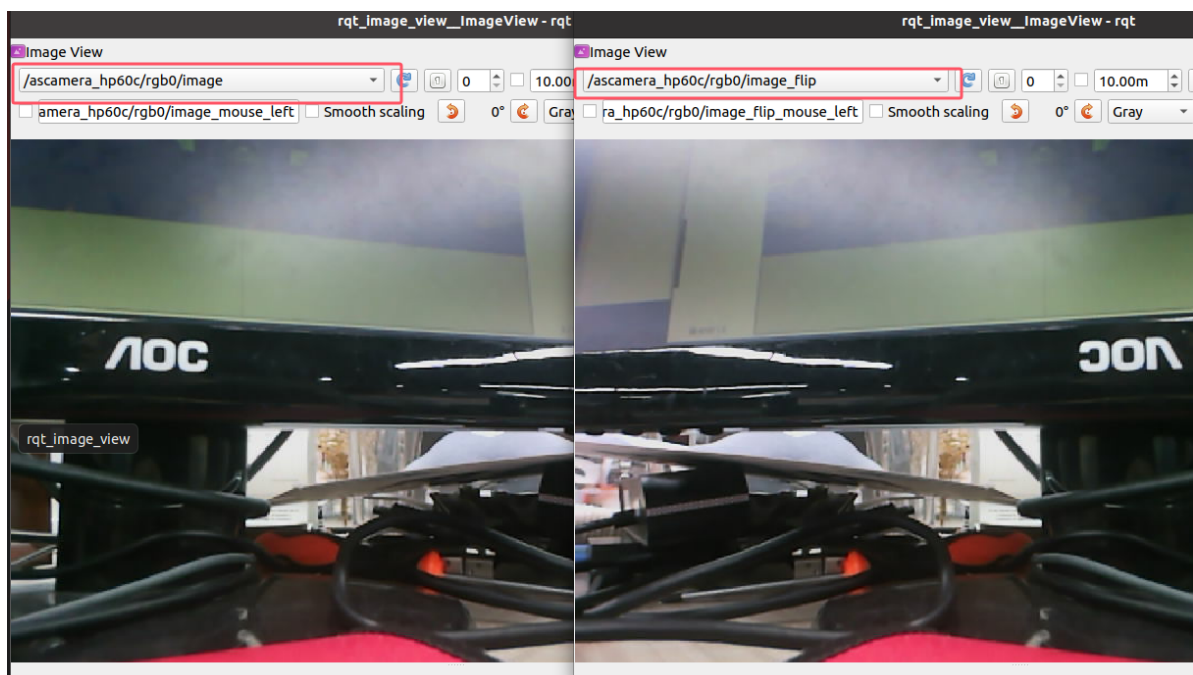 rqt_image_view__ImageView - rqt
Image View
/ascamera_hp60c/rgb0/image
0
10.00
amera_hp60c/rgb0/image_mouse_left
Smooth scaling
0°
Gray
AOC
rqt_image_view
rqt_image_view__ImageView - rqt
Image View
/ascamera_hp60c/rgb0/image_flip
0
10.00m
ra_hp60c/rgb0/image_flip_mouse_left
Smooth scaling
0°
Gray
AOC